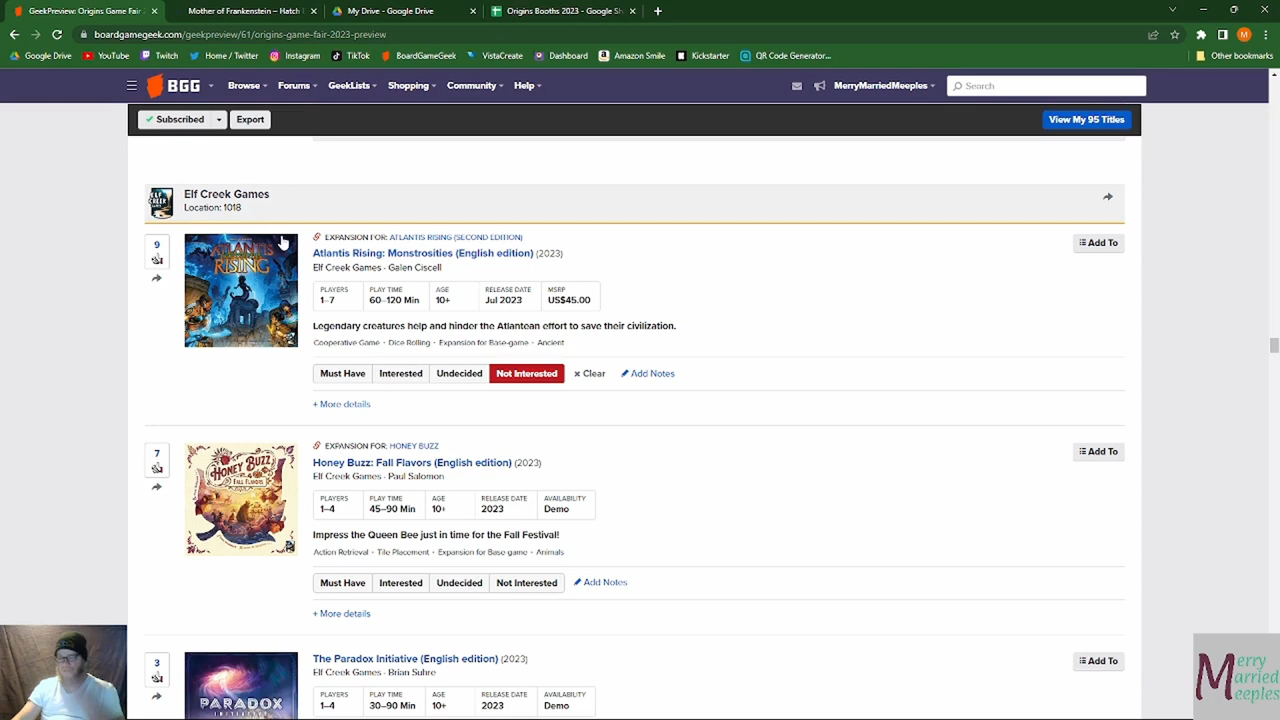 GeekPreview: Origins Game Fair
Mother of Frankenstein – Hatch
My Drive - Google Drive
Origins Booths 2023 - Google Sh
boardgamegeek.com/geekpreview/61/origins-game-fair-2023-preview
Google Drive YouTube Twitch Home / Twitter Instagram TikTok BoardGameGeek VistaCreate Dashboard Amazon Smile Kickstarter QR Code Generator... Other bookmarks
BGG Browse Forums GeekLists Shopping Community Help MerryMarriedMeeples Search
Subscribed Export View My 95 Titles
Elf Creek Games
Location: 1018
9
ATLANTIS RISING
EXPANSION FOR: ATLANTIS RISING (SECOND EDITION)
Add To
Atlantis Rising: Monstrosities (English edition) (2023)
Elf Creek Games · Galen Ciscell
PLAYERS PLAY TIME AGE RELEASE DATE MSRP
1–7 60–120 Min 10+ Jul 2023 US$45.00
Legendary creatures help and hinder the Atlantean effort to save their civilization.
Cooperative Game · Dice Rolling · Expansion for Base-game · Ancient
Must Have Interested Undecided Not Interested × Clear Add Notes
+ More details
7
HONEY BUZZ
FALL FLAVORS
EXPANSION FOR: HONEY BUZZ
Add To
Honey Buzz: Fall Flavors (English edition) (2023)
Elf Creek Games · Paul Salomon
PLAYERS PLAY TIME AGE RELEASE DATE AVAILABILITY
1–4 45–90 Min 10+ 2023 Demo
Impress the Queen Bee just in time for the Fall Festival!
Action Retrieval · Tile Placement · Expansion for Base-game · Animals
Must Have Interested Undecided Not Interested Add Notes
+ More details
3
PARADOX
INITIATIVE
The Paradox Initiative (English edition) (2023)
Add To
Elf Creek Games · Brian Suhre
PLAYERS PLAY TIME AGE RELEASE DATE AVAILABILITY
1–4 30–90 Min 10+ 2023 Demo
Merry
Married
Meeples